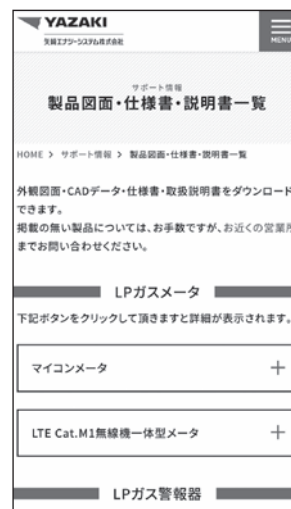 YAZAKI
矢崎エナジーシステム株式会社
MENU
サポート情報
製品図面・仕様書・説明書一覧
HOME > サポート情報 > 製品図面・仕様書・説明書一覧
外観図面・CADデータ・仕様書・取扱説明書をダウンロード
できます。
掲載の無い製品については、お手数ですが、お近くの営業所
までお問い合わせください。
LPガスメータ
下記ボタンをクリックして頂きますと詳細が表示されます。
マイコンメータ
LTE Cat.M1無線機一体型メータ
LPガス警報器